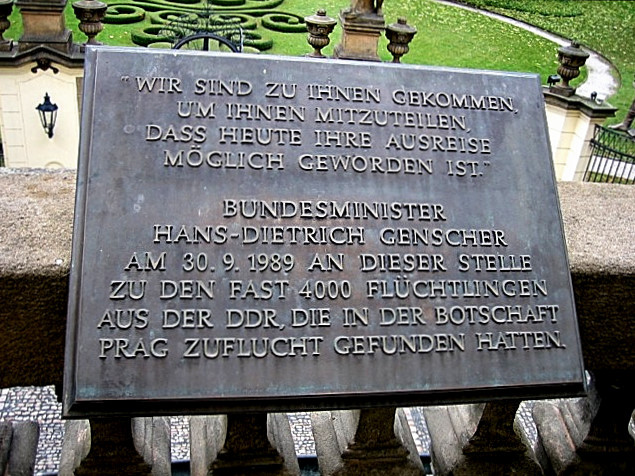 "WIR SIND ZU IHNEN GEKOMMEN,
UM IHNEN MITZUTEILEN,
DASS HEUTE IHRE AUSREISE
MÖGLICH GEWORDEN IST."
BUNDESMINISTER
HANS-DIETRICH GENSCHER
AM 30.9.1989 AN DIESER STELLE
ZU DEN FAST 4000 FLÜCHTLINGEN
AUS DER DDR, DIE IN DER BOTSCHAFT
PRAG ZUFLUCHT GEFUNDEN HATTEN.